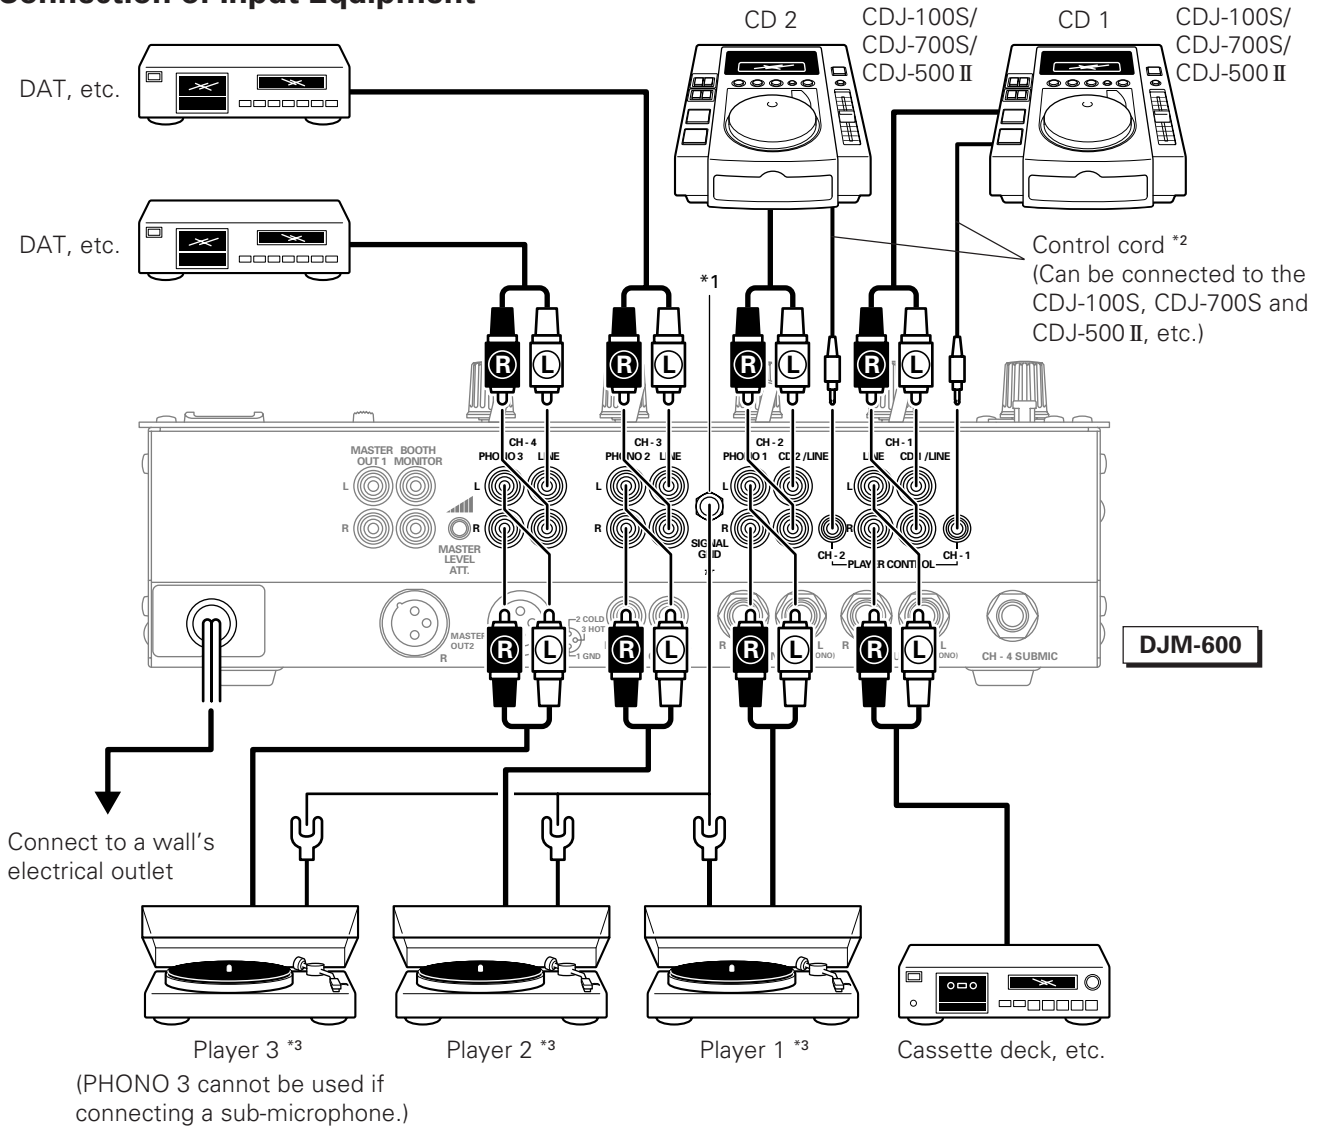 Connection of Input Equipment
CD 2
CDJ-100S/
CDJ-700S/
CDJ-500 II
CD 1
CDJ-100S/
CDJ-700S/
CDJ-500 II
DAT, etc.
DAT, etc.
Control cord *2
(Can be connected to the
CDJ-100S, CDJ-700S and
CDJ-500 II, etc.)
*1
R L R L R L R L
MASTER OUT 1
BOOTH MONITOR
CH - 4
PHONO 3 LINE
CH - 3
PHONO 2 LINE
CH - 2
PHONO 1 CD 2 /LINE
CH - 1
LINE CD 1 /LINE
L L L L L
R R R R R
MASTER
LEVEL
ATT.
SIGNAL
GND
CH - 2 PLAYER CONTROL CH - 1
MASTER
OUT2
R
2 COLD
3 HOT
1 GND
R L R L R L R L
R L R L
CH - 4 SUBMIC
DJM-600
Connect to a wall's
electrical outlet
Player 3 *3
Player 2 *3
Player 1 *3
Cassette deck, etc.
(PHONO 3 cannot be used if
connecting a sub-microphone.)